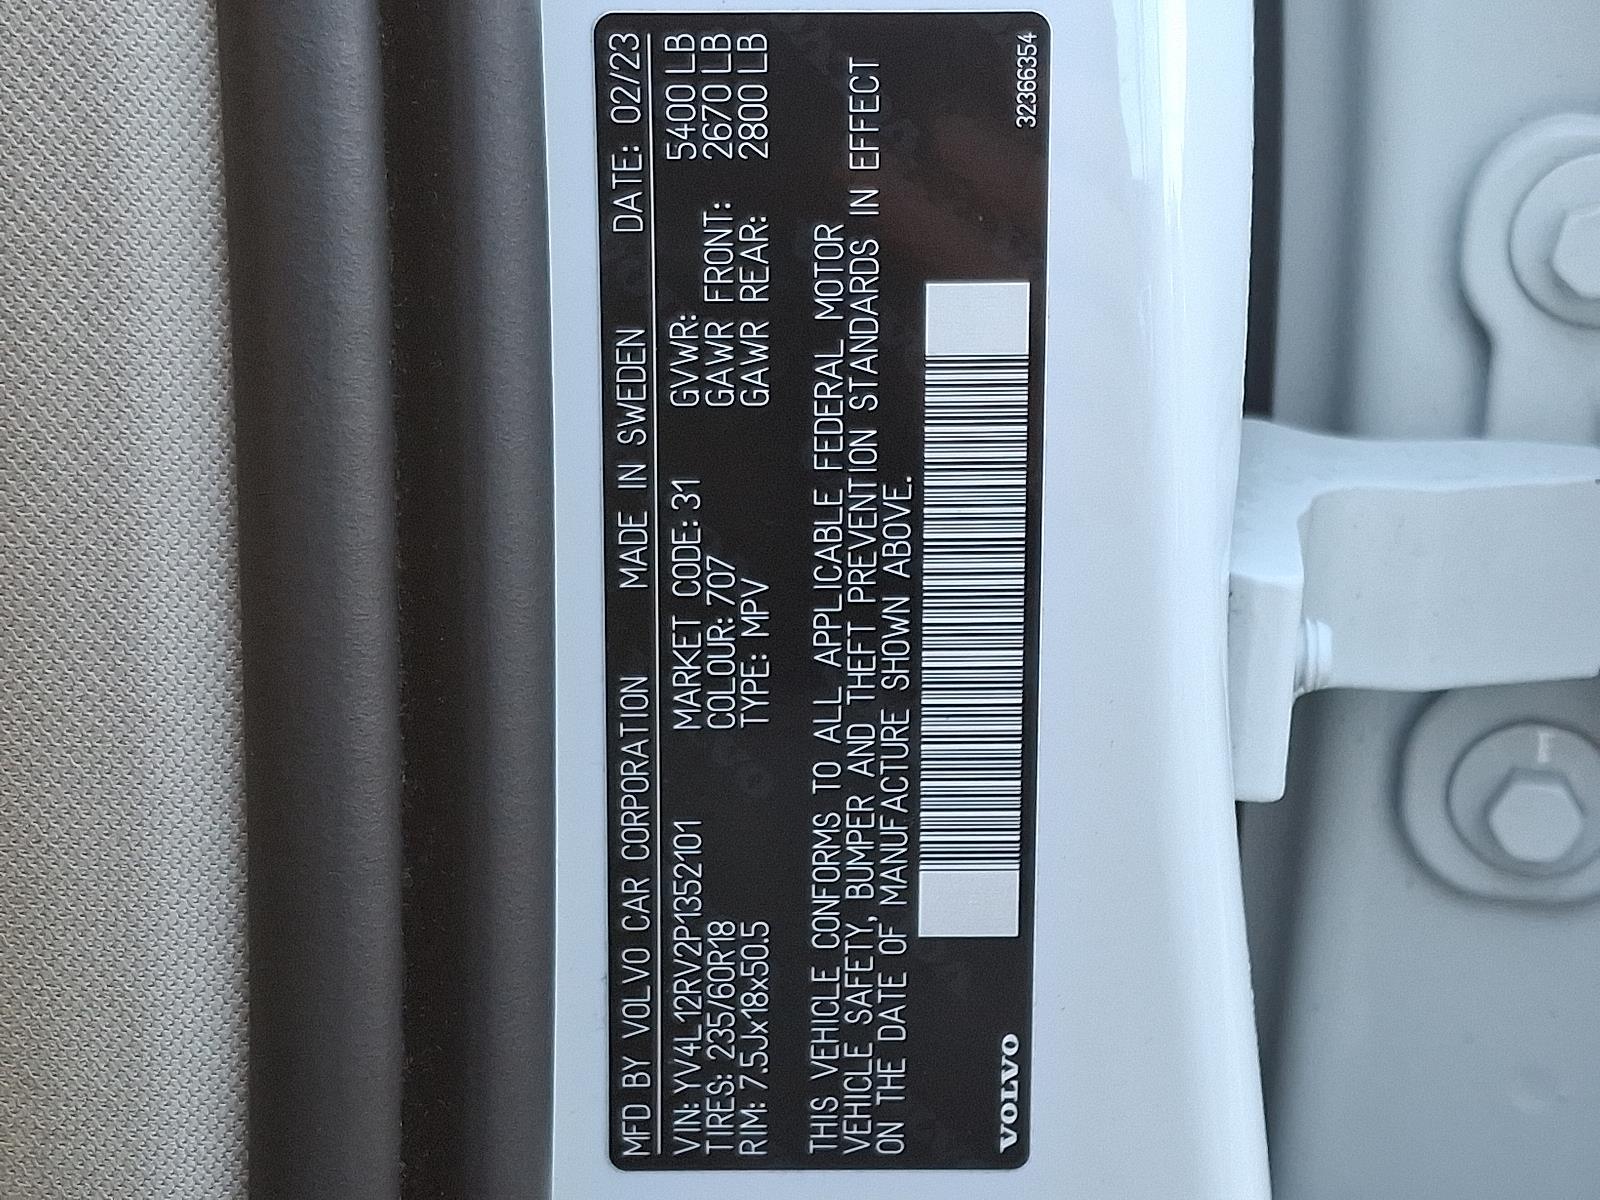 MFD BY VOLVO CAR CORPORATION MADE IN SWEDEN DATE: 02/23
VIN: YV4L12RV2P1352101 MARKET CODE: 31 GVWR: 5400 LB
TIRES: 235/60R18 COLOUR: 707 GAWR FRONT: 2670 LB
RIM: 7.5Jx18x50.5 TYPE: MPV GAWR REAR: 2800 LB
THIS VEHICLE CONFORMS TO ALL APPLICABLE FEDERAL MOTOR
VEHICLE SAFETY, BUMPER AND THEFT PREVENTION STANDARDS IN EFFECT
ON THE DATE OF MANUFACTURE SHOWN ABOVE.
VOLVO 32366354